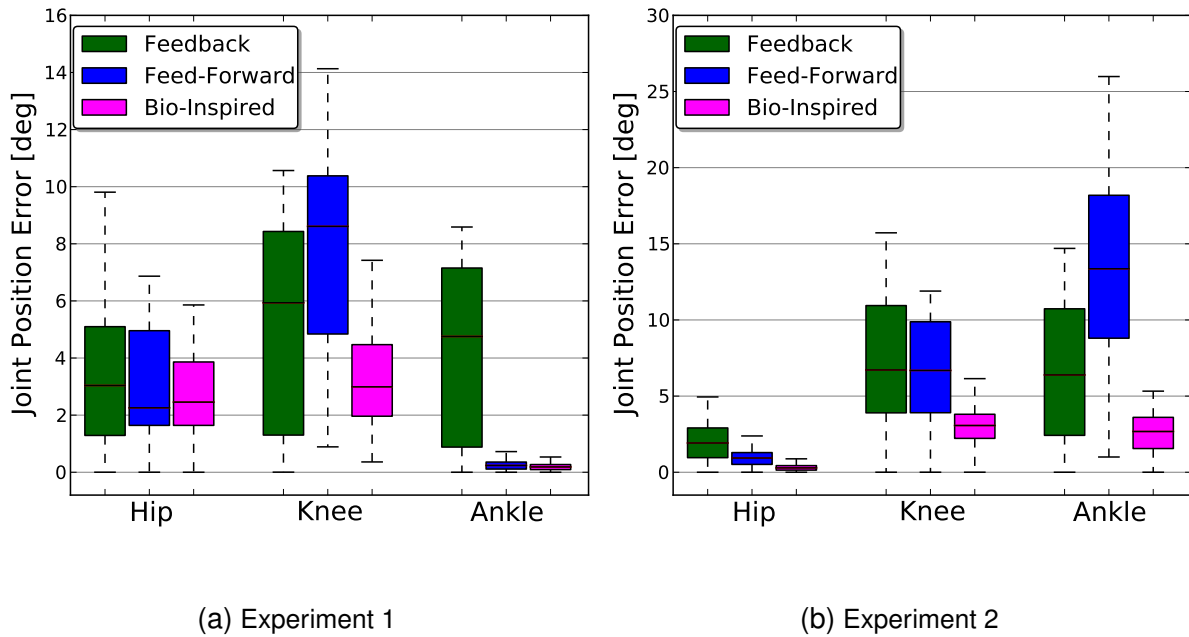 16
14
12
10
8
6
4
2
0
Joint Position Error [deg]
Feedback
Feed-Forward
Bio-Inspired
Hip Knee Ankle
(a) Experiment 1
30
25
20
15
10
5
0
Joint Position Error [deg]
Feedback
Feed-Forward
Bio-Inspired
Hip Knee Ankle
(b) Experiment 2